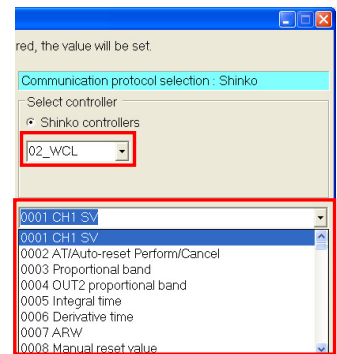 red, the value will be set.
Communication protocol selection : Shinko
Select controller
Shinko controllers
02_WCL
0001 CH1 SV
0001 CH1 SV
0002 AT/Auto-reset Perform/Cancel
0003 Proportional band
0004 OUT2 proportional band
0005 Integral time
0006 Derivative time
0007 ARW
0008 Manual reset value